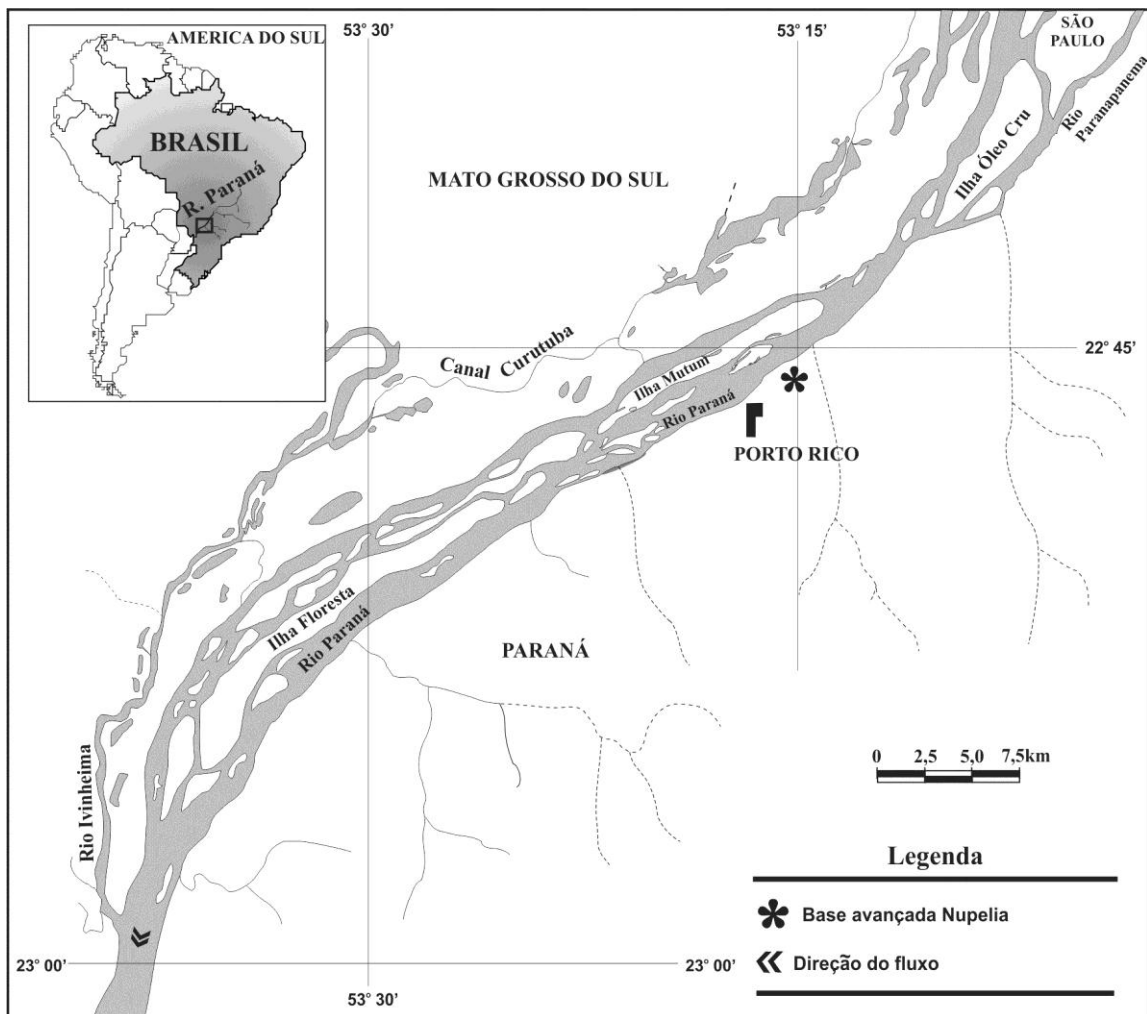 AMERICA DO SUL
BRASIL
R. Paraná
53° 30’
53° 15’
SÃO
PAULO
Rio Paranapanema
Ilha Óleo Cru
MATO GROSSO DO SUL
Canal Curutuba
22° 45’
Ilha Mutum
Rio Paraná
PORTO RICO
Ilha Floresta
Rio Paraná
PARANÁ
Rio Ivinheima
0 2,5 5,0 7,5km
Legenda
Base avançada Nupelia
Direção do fluxo
23° 00’
23° 00’
53° 30’